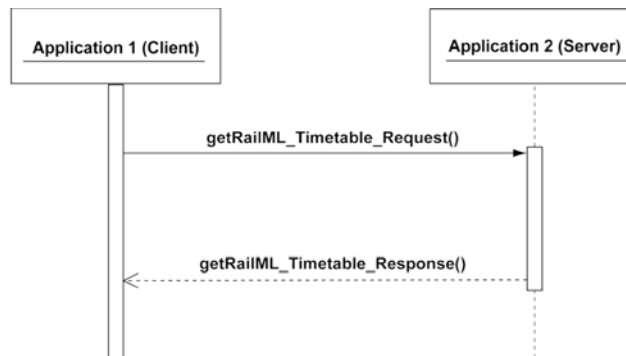 Application 1 (Client)
Application 2 (Server)
getRailML_Timetable_Request()
getRailML_Timetable_Response()